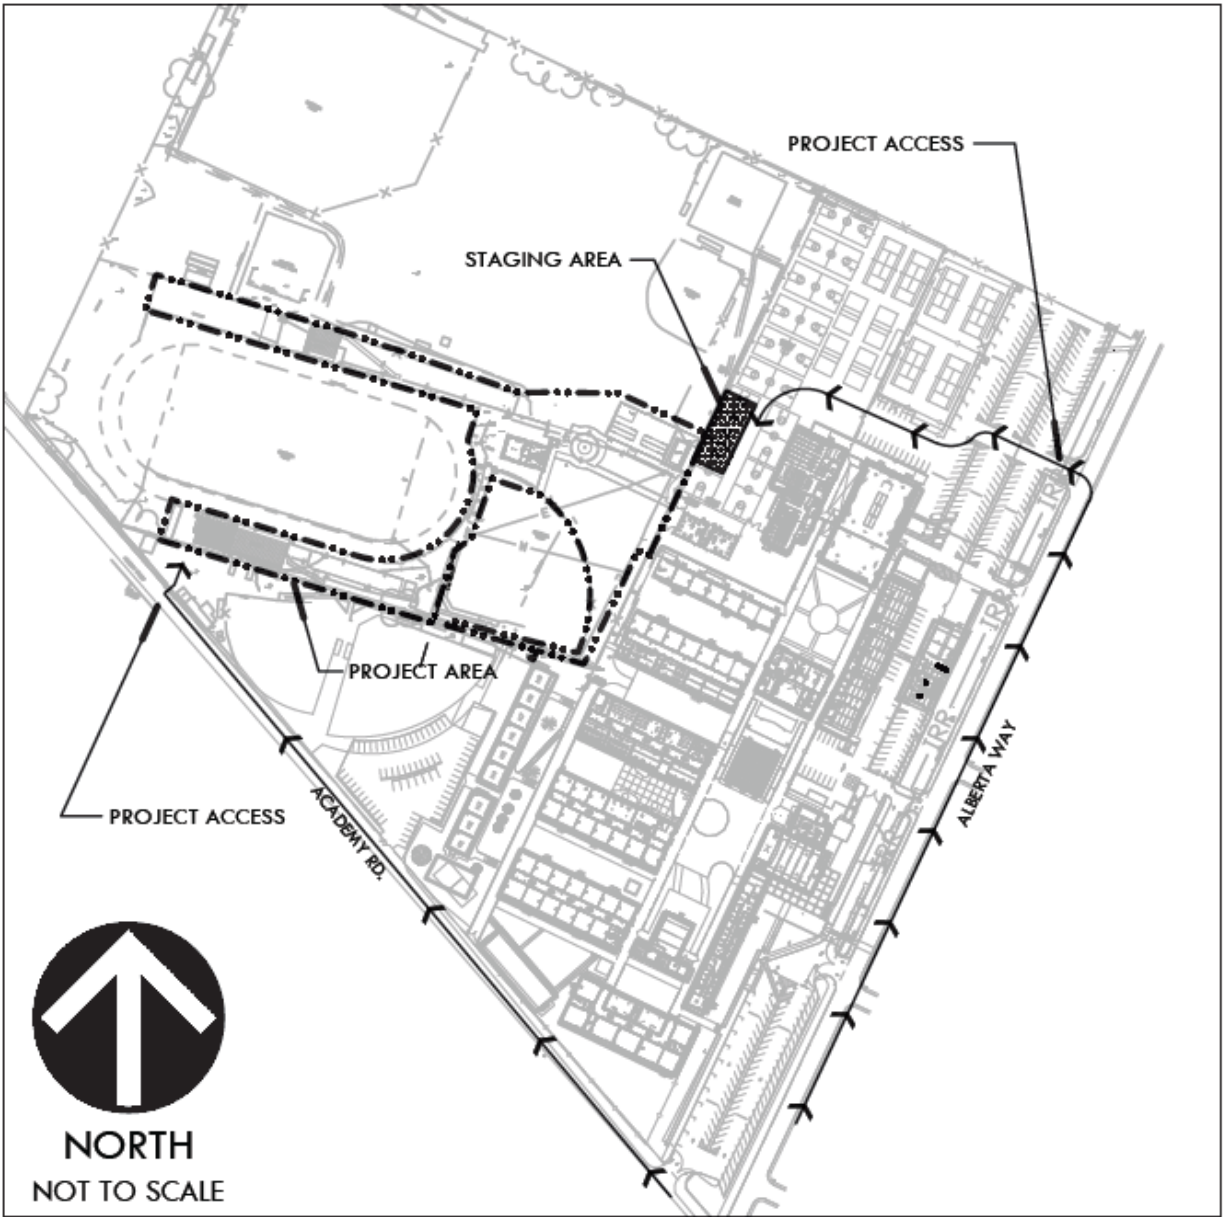 PROJECT ACCESS
STAGING AREA
PROJECT AREA
PROJECT ACCESS
ACADEMY RD.
ALBERTA WAY
NORTH
NOT TO SCALE